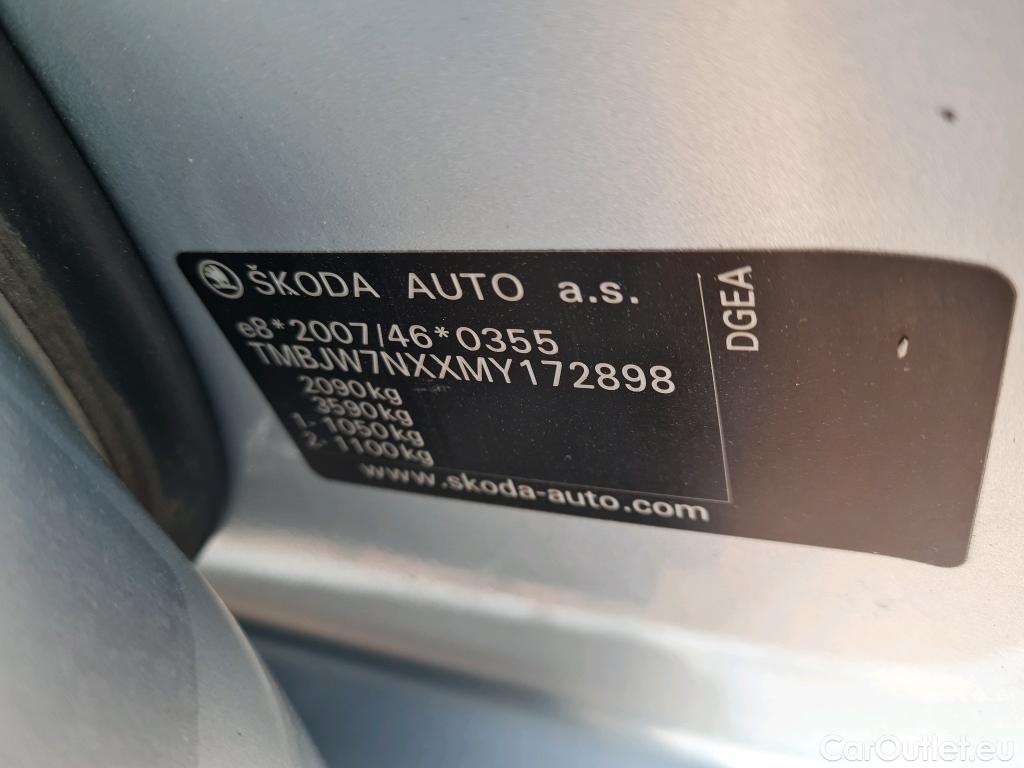 ŠKODA AUTO a.s.
e8*2007/46*0355
TMBJW7NXXMY172898
2090kg
3590kg
1- 1050kg
2- 1100kg
www.skoda-auto.com
DGEA
CarOutlet.eu